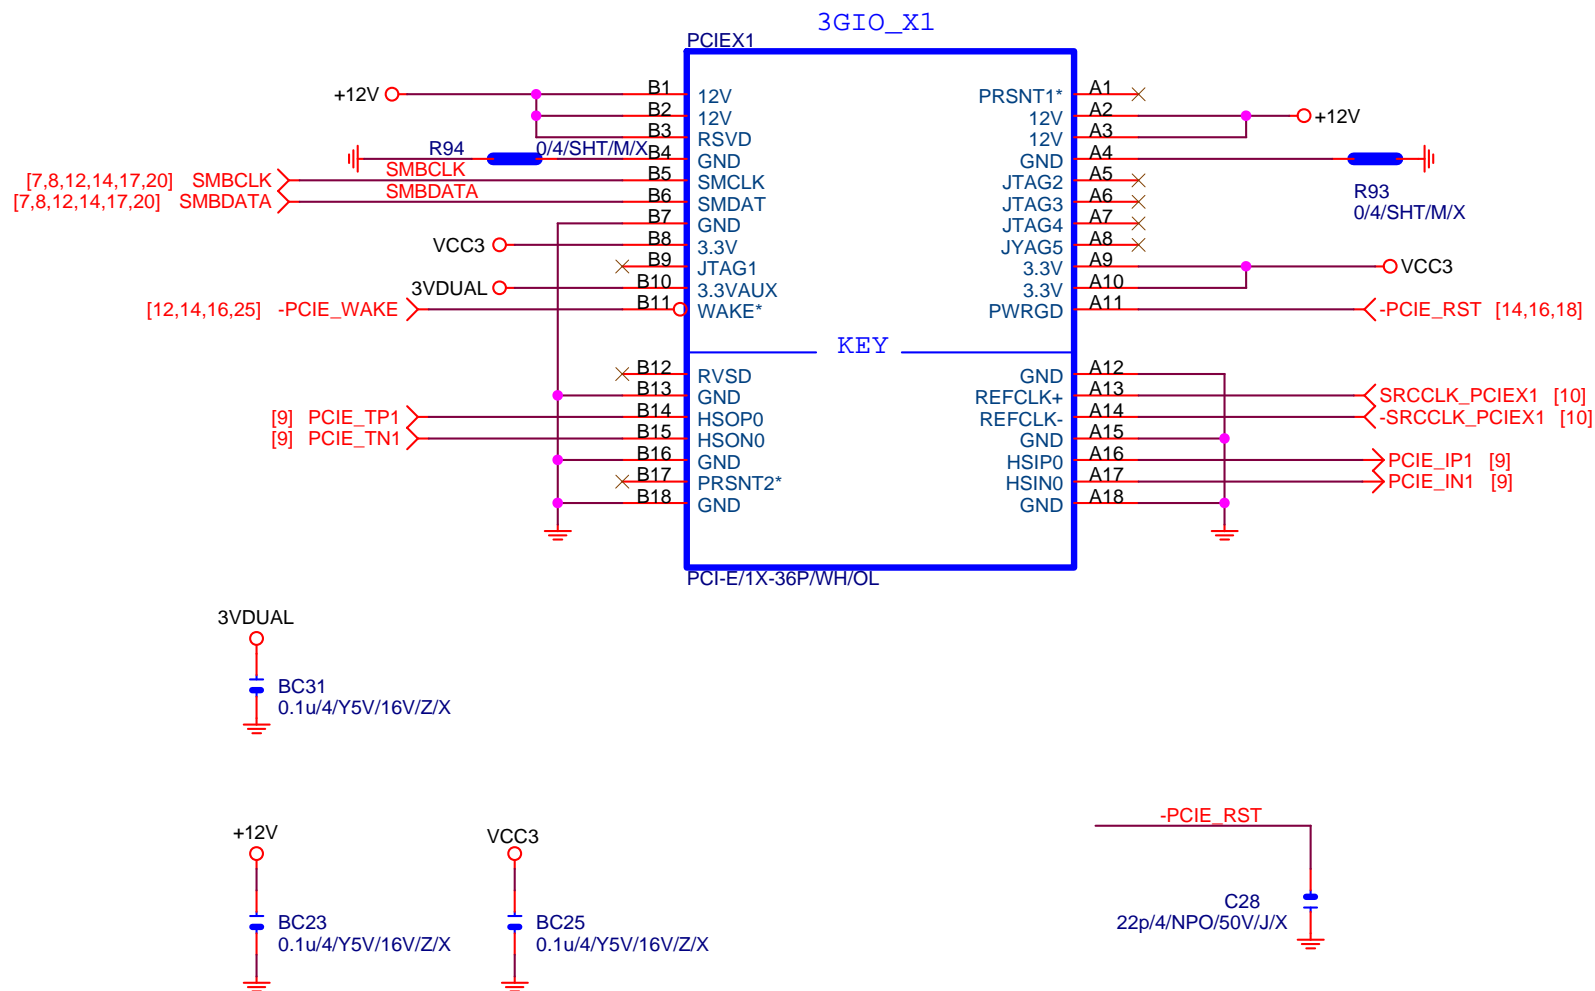 3GIO_X1
PCIEX1
+12V
B1 12V
B2 12V
B3 RSVD
R94 0/4/SHT/M/X B4 GND
[7,8,12,14,17,20] SMBCLK SMBCLK B5 SMCLK
[7,8,12,14,17,20] SMBDATA SMBDATA B6 SMDAT
B7 GND
VCC3 B8 3.3V
B9 JTAG1
3VDUAL B10 3.3VAUX
[12,14,16,25] -PCIE_WAKE B11 WAKE*
KEY
B12 RVSD
B13 GND
[9] PCIE_TP1 B14 HSOP0
[9] PCIE_TN1 B15 HSON0
B16 GND
B17 PRSNT2*
B18 GND
PRSNT1* A1
12V A2 +12V
12V A3
GND A4
R93
0/4/SHT/M/X
JTAG2 A5
JTAG3 A6
JTAG4 A7
JYAG5 A8
3.3V A9 VCC3
3.3V A10
PWRGD A11 -PCIE_RST [14,16,18]
GND A12
REFCLK+ A13 SRCCLK_PCIEX1 [10]
REFCLK- A14 -SRCCLK_PCIEX1 [10]
GND A15
HSIP0 A16 PCIE_IP1 [9]
HSIN0 A17 PCIE_IN1 [9]
GND A18
PCI-E/1X-36P/WH/OL
3VDUAL
BC31
0.1u/4/Y5V/16V/Z/X
+12V
BC23
0.1u/4/Y5V/16V/Z/X
VCC3
BC25
0.1u/4/Y5V/16V/Z/X
-PCIE_RST
C28
22p/4/NPO/50V/J/X